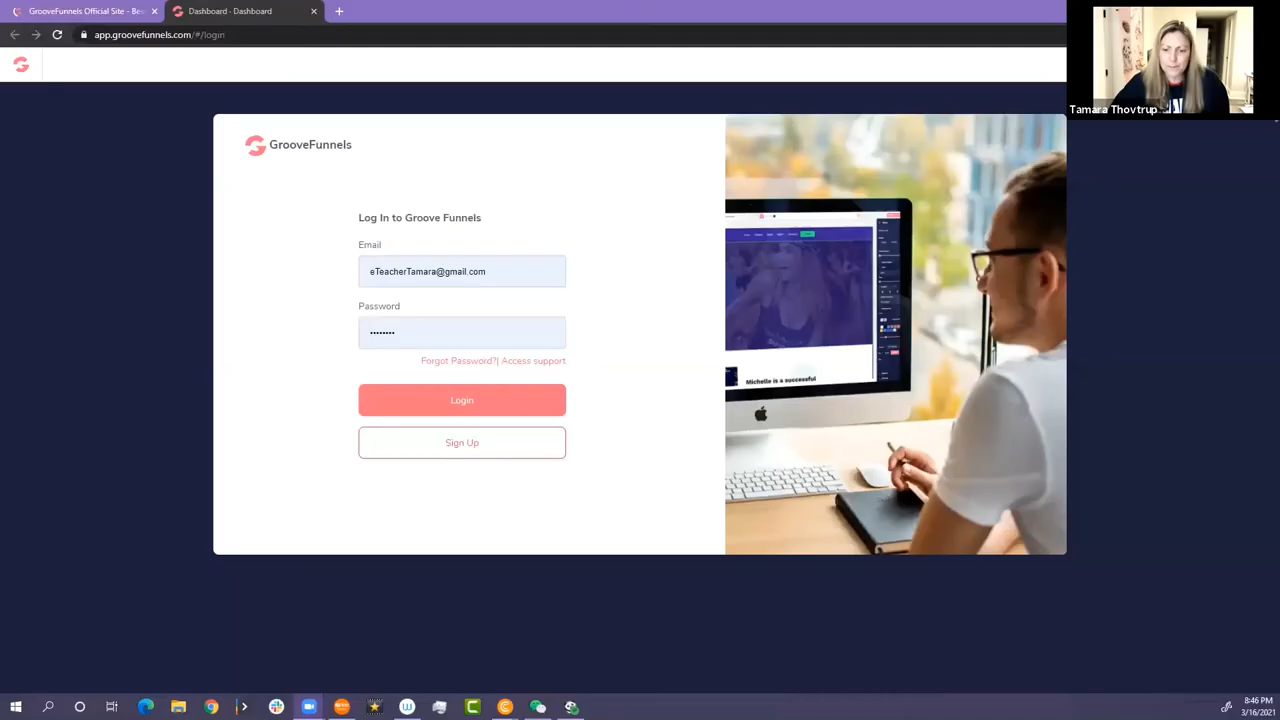 GrooveFunnels Official Site - Bes
Dashboard - Dashboard
app.groovefunnels.com/#/login
Tamara Thovtrup
GrooveFunnels
Log In to Groove Funnels
Email
eTeacherTamara@gmail.com
Password
Forgot Password?| Access support
Login
Sign Up
Michelle is a successful
8:46 PM
3/16/2021